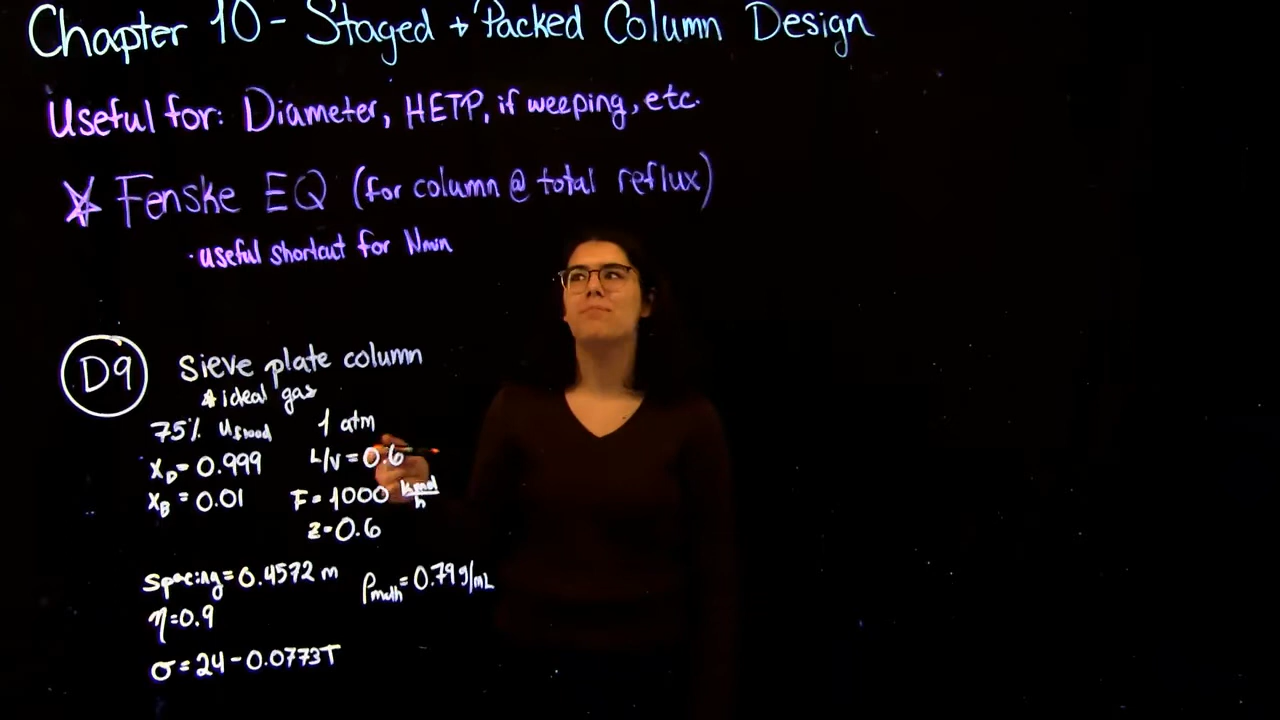 Chapter 10 - Staged + Packed Column Design
Useful for: Diameter, HETP, if weeping, etc.
☆ Fenske EQ (for column @ total reflux)
· useful shortcut for Nmin
D9 Sieve plate column
* ideal gas
75% Uflood 1 atm
XD = 0.999 L/V = 0.6
XB = 0.01 F = 1000 kmol/h
z = 0.6
Spacing = 0.4572 m ρmeth = 0.79 g/mL
η = 0.9
σ = 24 - 0.0773T